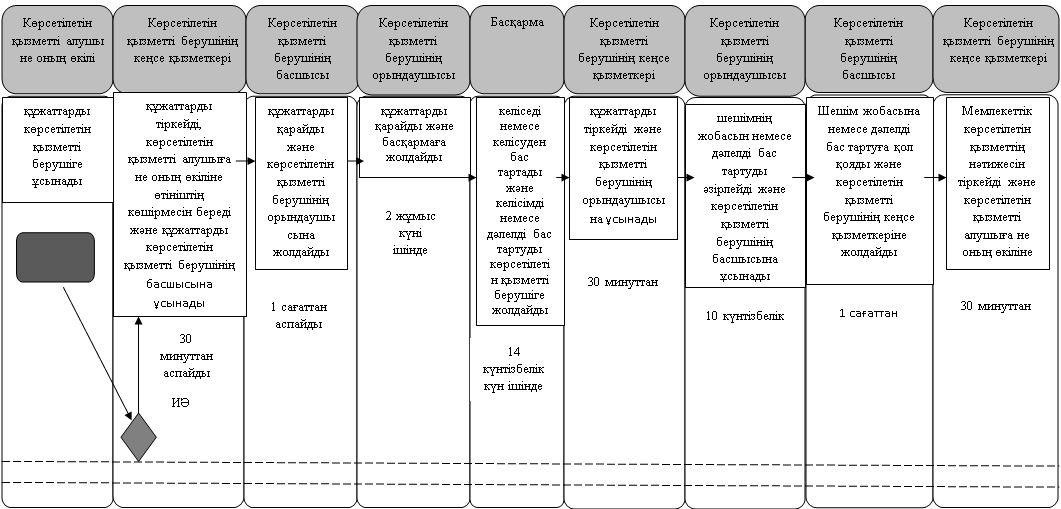 Көрсетілетін
қызметті алушы
не оның өкілі
Көрсетілетін
қызметті берушінің
кеңсе қызметкері
Көрсетілетін
қызметті
берушінің
басшысы
Көрсетілетін
қызметті
берушінің
орындаушысы
Басқарма
Көрсетілетін
қызметті
берушінің кеңсе
қызметкері
Көрсетілетін
қызметті
берушінің
орындаушысы
Көрсетілетін
қызметті
берушінің
басшысы
Көрсетілетін
қызметті берушінің
кеңсе қызметкері
құжаттарды
көрсетілетін
қызметті
берушіге
ұсынады
құжаттарды
тіркейді,
көрсетілетін
қызметті алушыға
не оның өкіліне
өтініштің
көшірмесін береді
және құжаттарды
көрсетілетін
қызметті берушінің
басшысына
ұсынады
30
минуттан
аспайды
ИӘ
құжаттарды
қарайды
және
көрсетілетін
қызметті
берушінің
орындаушы
сына
жолдайды
1 сағаттан
аспайды
құжаттарды
қарайды және
басқармаға
жолдайды
2 жұмыс
күні
ішінде
келіседі
немесе
келісуден
бас
тартады
және
келісімді
немесе
дәлелді бас
тартуды
көрсетілеті
н қызметті
берушіге
жолдайды
14
күнтізбелік
күн ішінде
құжаттарды
тіркейді және
көрсетілетін
қызметті
берушінің
орындаушысы
на ұсынады
30 минуттан
шешімнің
жобасын немесе
дәлелді бас
тартуды
әзірлейді және
көрсетілетін
қызметті
берушінің
басшысына
ұсынады
10 күнтізбелік
Шешім жобасына
немесе дәлелді
бас тартуға қол
қояды және
көрсетілетін
қызметті
берушінің кеңсе
қызметкеріне
жолдайды
1 сағаттан
Мемлекеттік
көрсетілетін
қызметтің
нәтижесін
тіркейді және
көрсетілетін
қызметті
алушыға не
оның өкіліне
30 минуттан